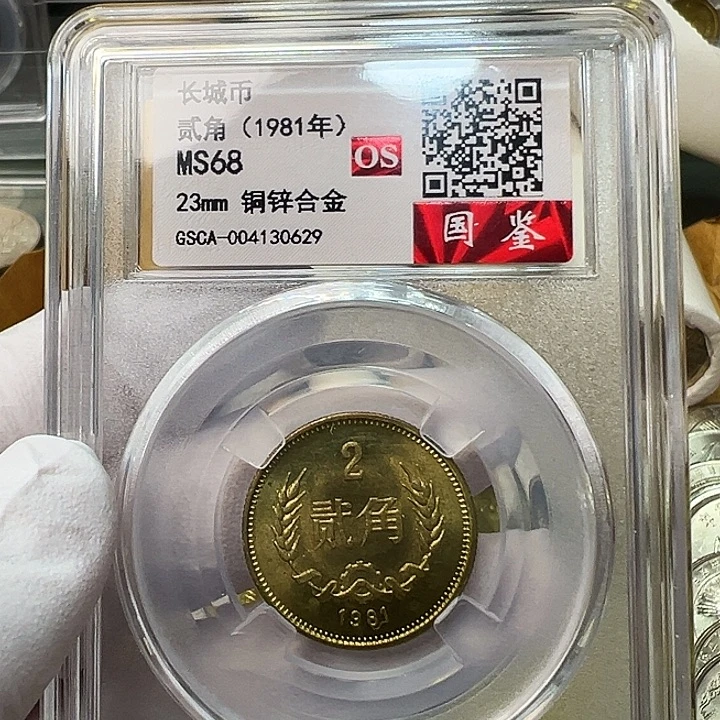 长城币
贰角（1981年）
MS68
OS
23mm 铜锌合金
GSCA-004130629
国鉴
2
贰角
1981